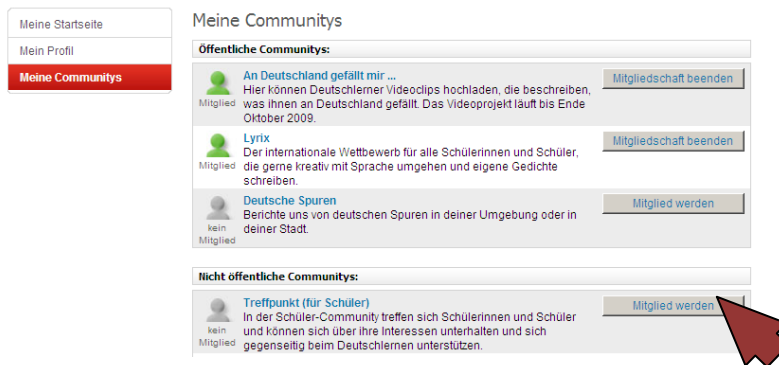 Meine Startseite
Mein Profil
Meine Communitys
Meine Communitys
Öffentliche Communitys:
Mitglied
An Deutschland gefällt mir ...
Hier können Deutschlerner Videoclips hochladen, die beschreiben,
was ihnen an Deutschland gefällt. Das Videoprojekt läuft bis Ende
Oktober 2009.
Mitgliedschaft beenden
Mitglied
Lyrix
Der internationale Wettbewerb für alle Schülerinnen und Schüler,
die gerne kreativ mit Sprache umgehen und eigene Gedichte
schreiben.
Mitgliedschaft beenden
kein
Mitglied
Deutsche Spuren
Berichte uns von deutschen Spuren in deiner Umgebung oder in
deiner Stadt.
Mitglied werden
Nicht öffentliche Communitys:
kein
Mitglied
Treffpunkt (für Schüler)
In der Schüler-Community treffen sich Schülerinnen und Schüler
und können sich über ihre Interessen unterhalten und sich
gegenseitig beim Deutschlernen unterstützen.
Mitglied werden